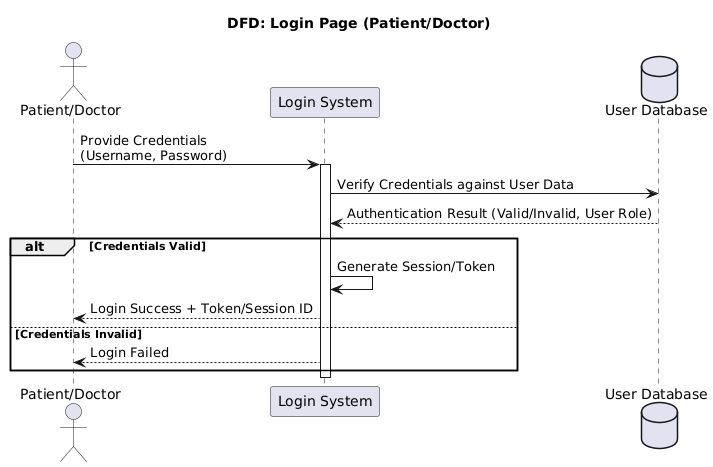 DFD: Login Page (Patient/Doctor)
Patient/Doctor
Login System
User Database
Provide Credentials
(Username, Password)
Verify Credentials against User Data
Authentication Result (Valid/Invalid, User Role)
alt
[Credentials Valid]
Generate Session/Token
Login Success + Token/Session ID
[Credentials Invalid]
Login Failed
Patient/Doctor
Login System
User Database